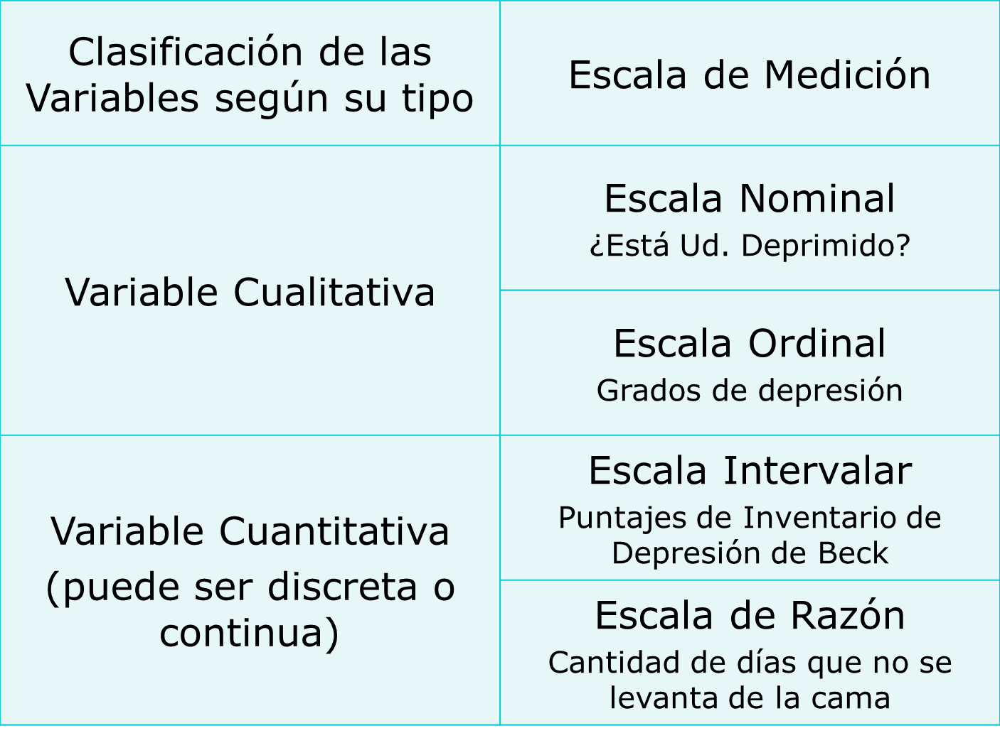 Clasificación de las
Variables según su tipo
Escala de Medición
Variable Cualitativa
Escala Nominal
¿Está Ud. Deprimido?
Escala Ordinal
Grados de depresión
Variable Cuantitativa
(puede ser discreta o
continua)
Escala Intervalar
Puntajes de Inventario de
Depresión de Beck
Escala de Razón
Cantidad de días que no se
levanta de la cama